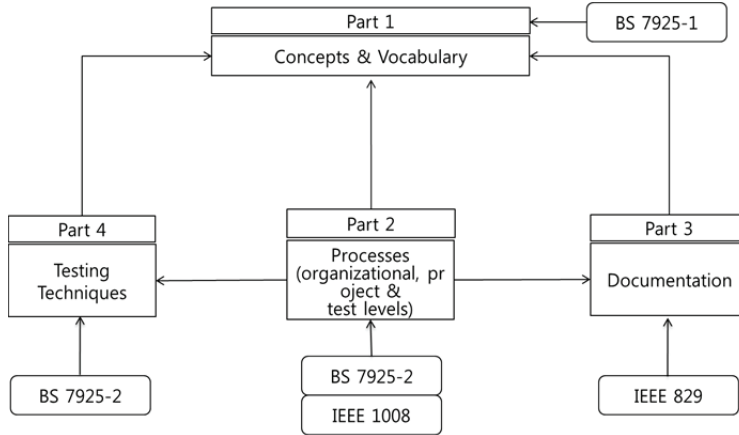 Part 1
BS 7925-1
Concepts & Vocabulary
Part 4
Testing
Techniques
Part 2
Processes
(organizational, pr
oject &
test levels)
Part 3
Documentation
BS 7925-2
BS 7925-2
IEEE 1008
IEEE 829